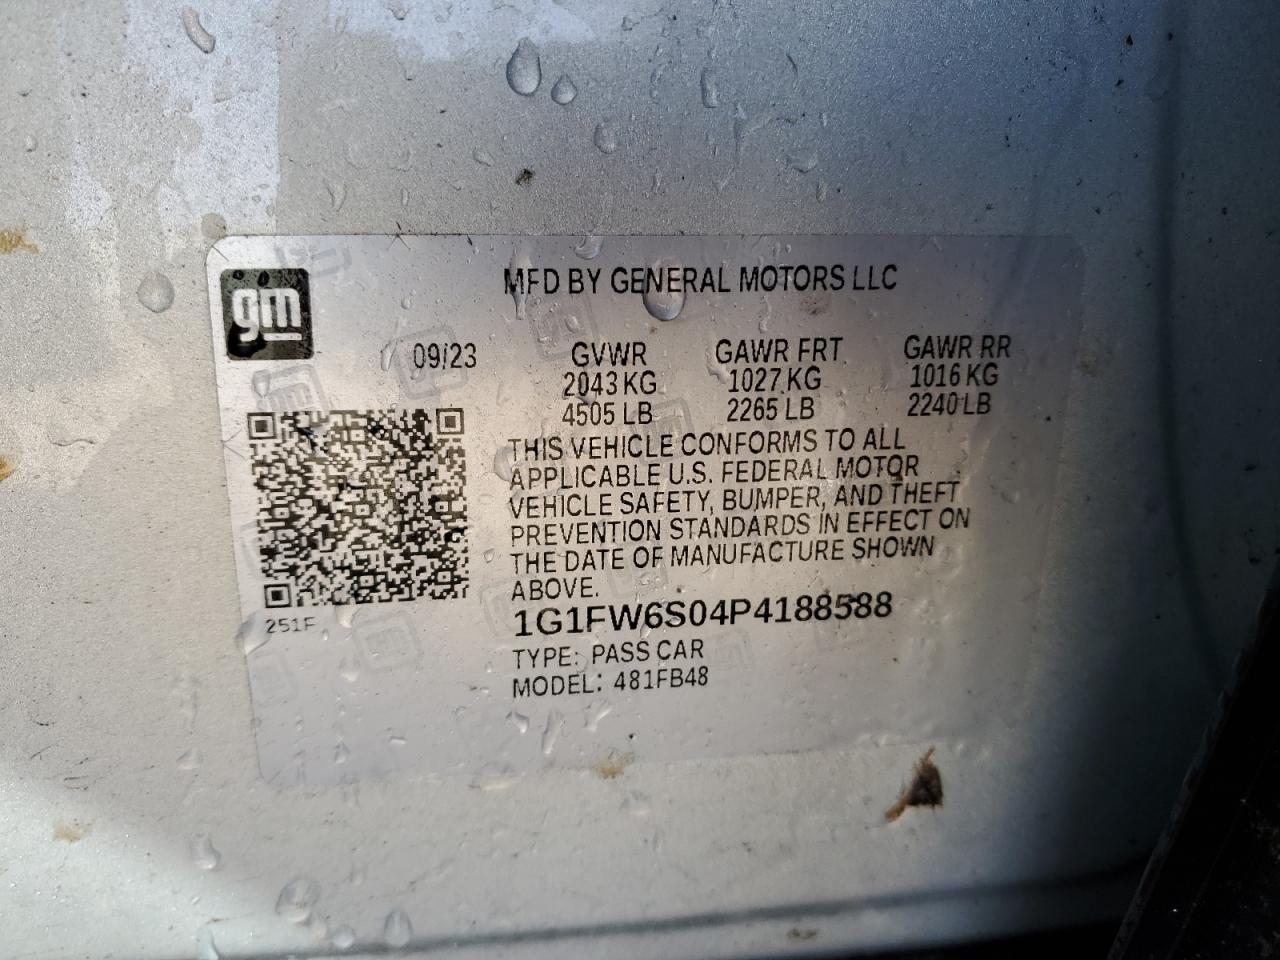 gm
MFD BY GENERAL MOTORS LLC
09/23 GVWR GAWR FRT GAWR RR
2043 KG 1027 KG 1016 KG
4505 LB 2265 LB 2240 LB
THIS VEHICLE CONFORMS TO ALL
APPLICABLE U.S. FEDERAL MOTOR
VEHICLE SAFETY, BUMPER, AND THEFT
PREVENTION STANDARDS IN EFFECT ON
THE DATE OF MANUFACTURE SHOWN
ABOVE.
1G1FW6S04P4188588
251F
TYPE: PASS CAR
MODEL: 481FB48